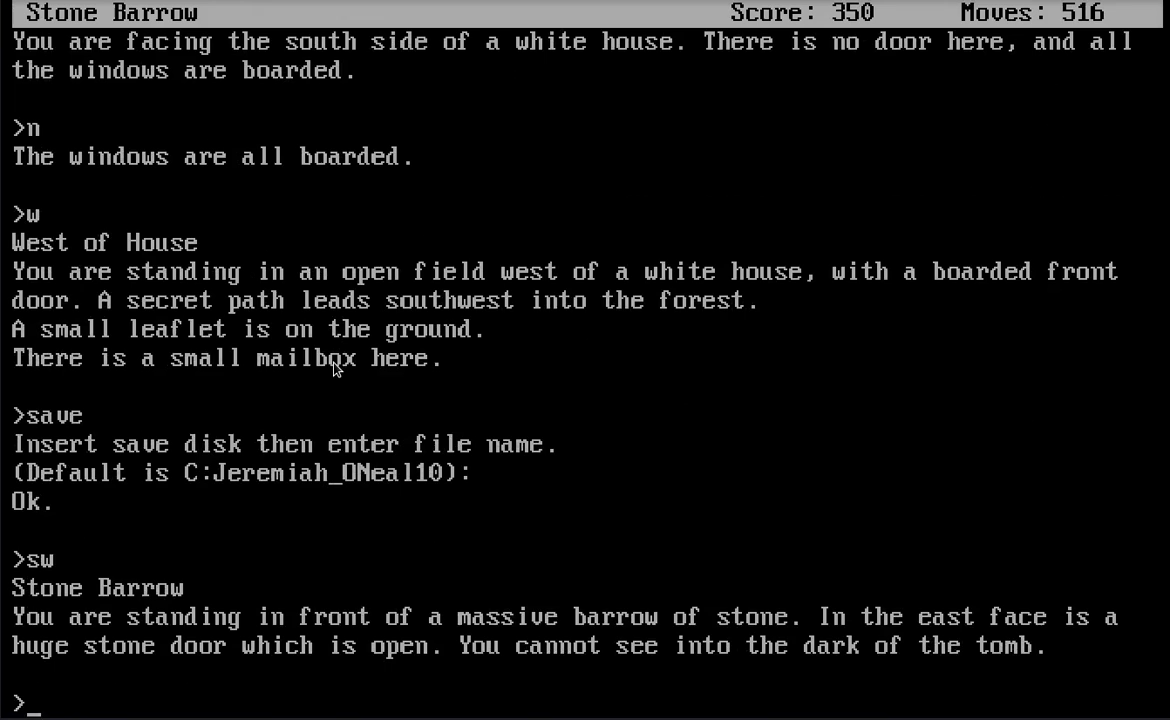 Stone Barrow Score: 350 Moves: 516
You are facing the south side of a white house. There is no door here, and all
the windows are boarded.
>n
The windows are all boarded.
>w
West of House
You are standing in an open field west of a white house, with a boarded front
door. A secret path leads southwest into the forest.
A small leaflet is on the ground.
There is a small mailbox here.
>save
Insert save disk then enter file name.
(Default is C:Jeremiah_ONeal10):
Ok.
>sw
Stone Barrow
You are standing in front of a massive barrow of stone. In the east face is a
huge stone door which is open. You cannot see into the dark of the tomb.
>_